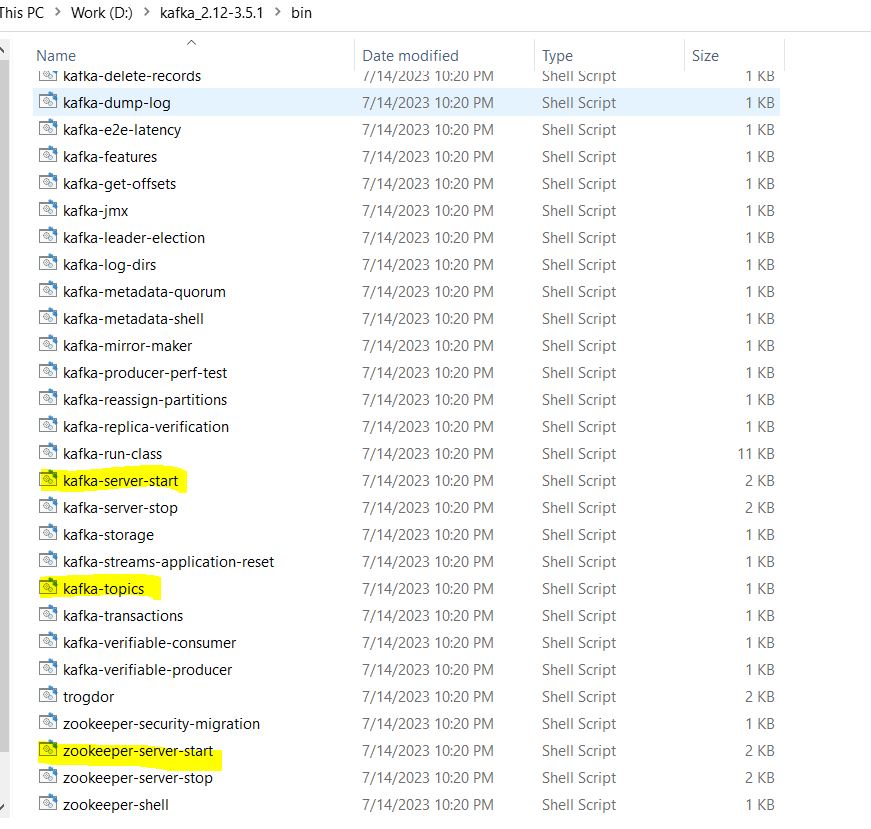 This PC > Work (D:) > kafka_2.12-3.5.1 > bin
Name Date modified Type Size
kafka-delete-records 7/14/2023 10:20 PM Shell Script 1 KB
kafka-dump-log 7/14/2023 10:20 PM Shell Script 1 KB
kafka-e2e-latency 7/14/2023 10:20 PM Shell Script 1 KB
kafka-features 7/14/2023 10:20 PM Shell Script 1 KB
kafka-get-offsets 7/14/2023 10:20 PM Shell Script 1 KB
kafka-jmx 7/14/2023 10:20 PM Shell Script 1 KB
kafka-leader-election 7/14/2023 10:20 PM Shell Script 1 KB
kafka-log-dirs 7/14/2023 10:20 PM Shell Script 1 KB
kafka-metadata-quorum 7/14/2023 10:20 PM Shell Script 1 KB
kafka-metadata-shell 7/14/2023 10:20 PM Shell Script 1 KB
kafka-mirror-maker 7/14/2023 10:20 PM Shell Script 1 KB
kafka-producer-perf-test 7/14/2023 10:20 PM Shell Script 1 KB
kafka-reassign-partitions 7/14/2023 10:20 PM Shell Script 1 KB
kafka-replica-verification 7/14/2023 10:20 PM Shell Script 1 KB
kafka-run-class 7/14/2023 10:20 PM Shell Script 11 KB
kafka-server-start 7/14/2023 10:20 PM Shell Script 2 KB
kafka-server-stop 7/14/2023 10:20 PM Shell Script 2 KB
kafka-storage 7/14/2023 10:20 PM Shell Script 1 KB
kafka-streams-application-reset 7/14/2023 10:20 PM Shell Script 1 KB
kafka-topics 7/14/2023 10:20 PM Shell Script 1 KB
kafka-transactions 7/14/2023 10:20 PM Shell Script 1 KB
kafka-verifiable-consumer 7/14/2023 10:20 PM Shell Script 1 KB
kafka-verifiable-producer 7/14/2023 10:20 PM Shell Script 1 KB
trogdor 7/14/2023 10:20 PM Shell Script 2 KB
zookeeper-security-migration 7/14/2023 10:20 PM Shell Script 1 KB
zookeeper-server-start 7/14/2023 10:20 PM Shell Script 2 KB
zookeeper-server-stop 7/14/2023 10:20 PM Shell Script 2 KB
zookeeper-shell 7/14/2023 10:20 PM Shell Script 1 KB